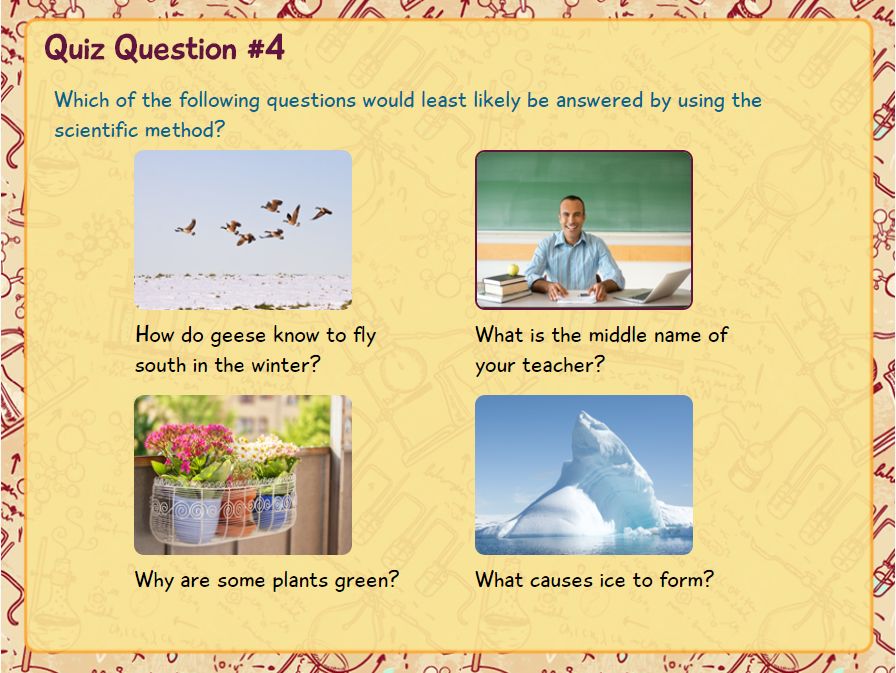 Quiz Question #4
Which of the following questions would least likely be answered by using the
scientific method?
How do geese know to fly
south in the winter?
What is the middle name of
your teacher?
Why are some plants green?
What causes ice to form?